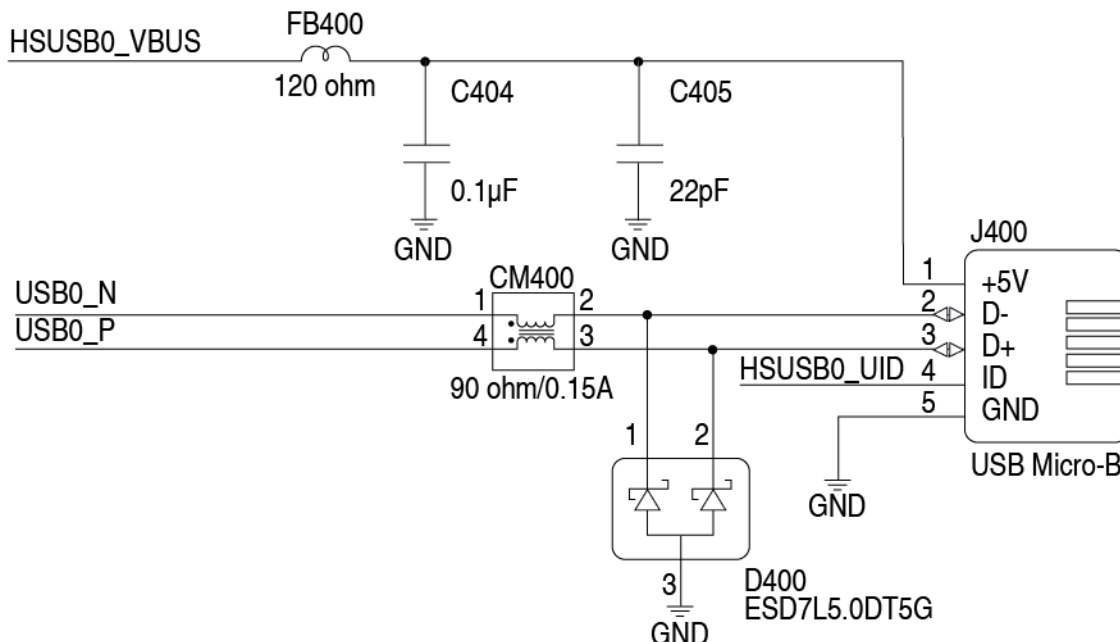 FB400
HSUSB0_VBUS
120 ohm
C404
C405
0.1µF
22pF
GND
GND
J400
CM400
1
+5V
USB0_N
1
2
2
D-
USB0_P
4
3
3
D+
HSUSB0_UID
4
ID
90 ohm/0.15A
5
GND
1
2
USB Micro-B
GND
3
D400
ESD7L5.0DT5G
GND